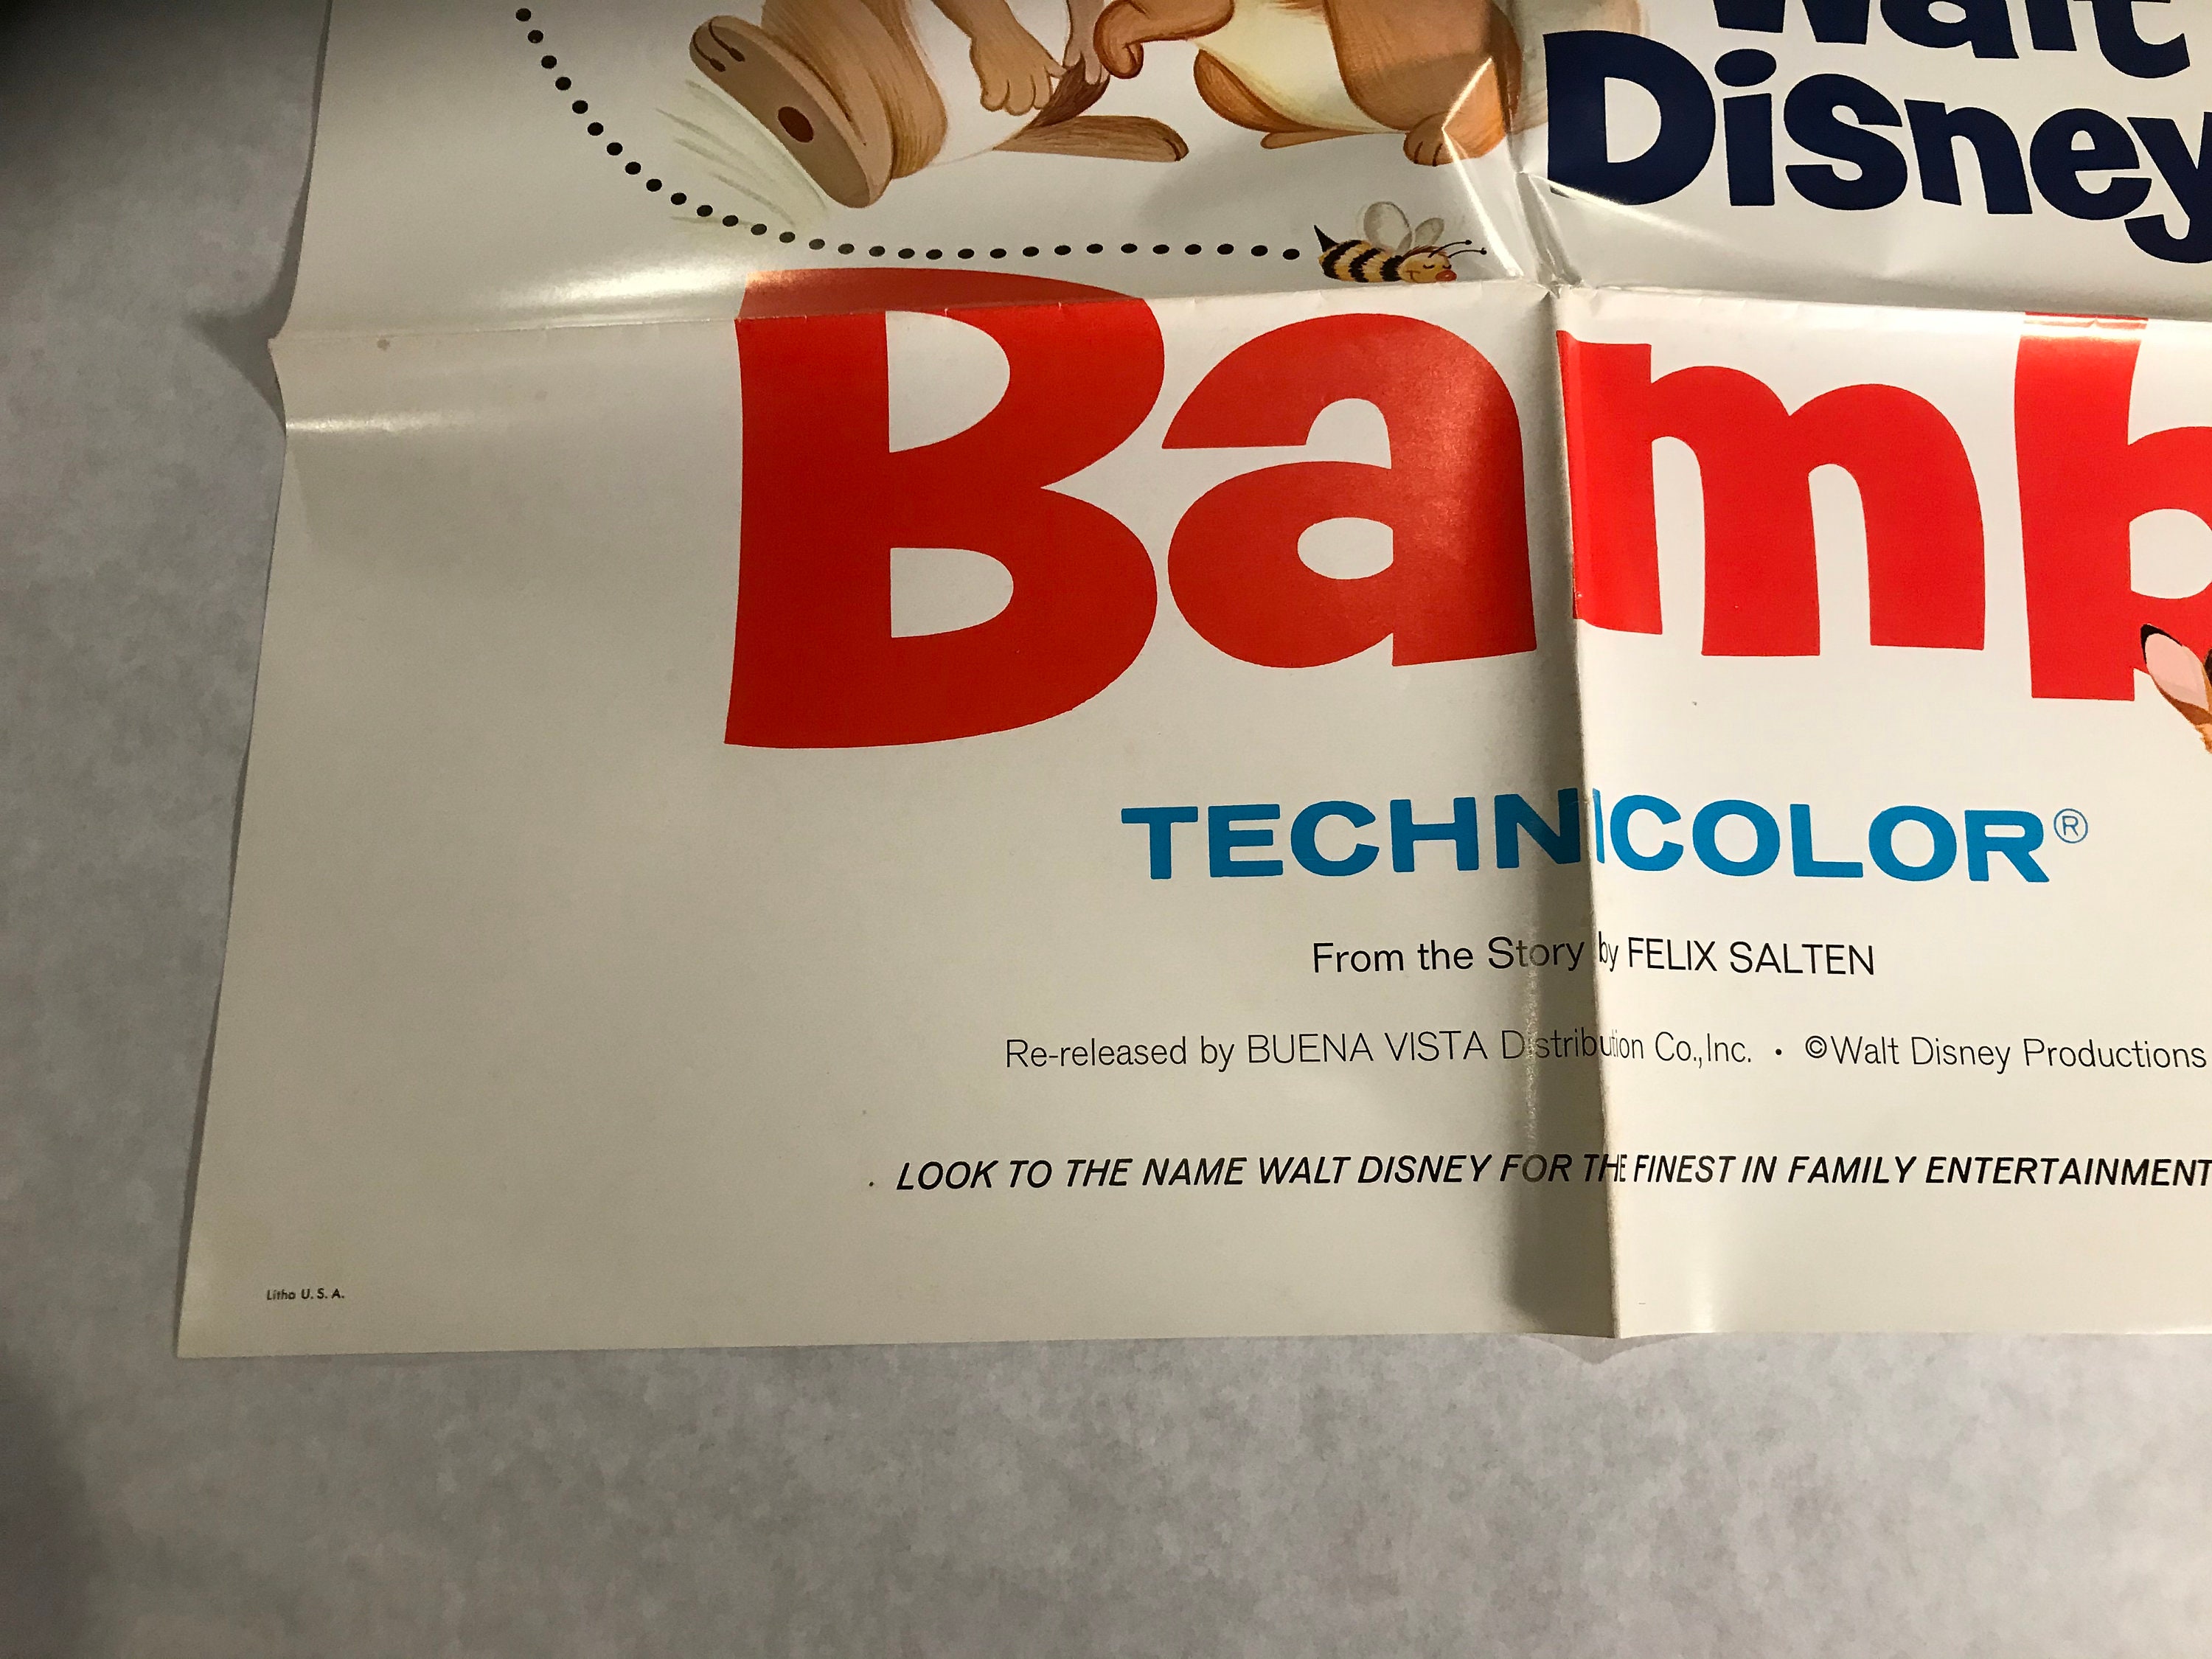 Walt
Disney
Bamb
TECHNICOLOR®
From the Story by FELIX SALTEN
Re-released by BUENA VISTA Distribution Co., Inc. • ©Walt Disney Productions
LOOK TO THE NAME WALT DISNEY FOR THE FINEST IN FAMILY ENTERTAINMENT
Litho U. S. A.